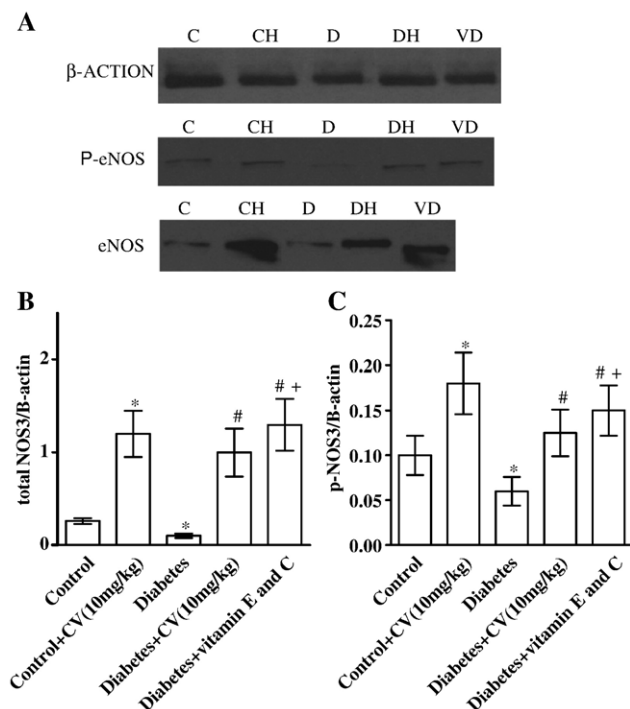 A
C CH D DH VD
β-ACTION
C CH D DH VD
P-eNOS
C CH D DH VD
eNOS
B
total NOS3/B-actin
2
1
0
*
*
#
# +
Control
Control+CV(10mg/kg)
Diabetes
Diabetes+CV(10mg/kg)
Diabetes+vitamin E and C
C
p-NOS3/B-actin
0.25
0.20
0.15
0.10
0.05
0.00
*
*
#
# +
Control
Control+CV(10mg/kg)
Diabetes
Diabetes+CV(10mg/kg)
Diabetes+vitamin E and C